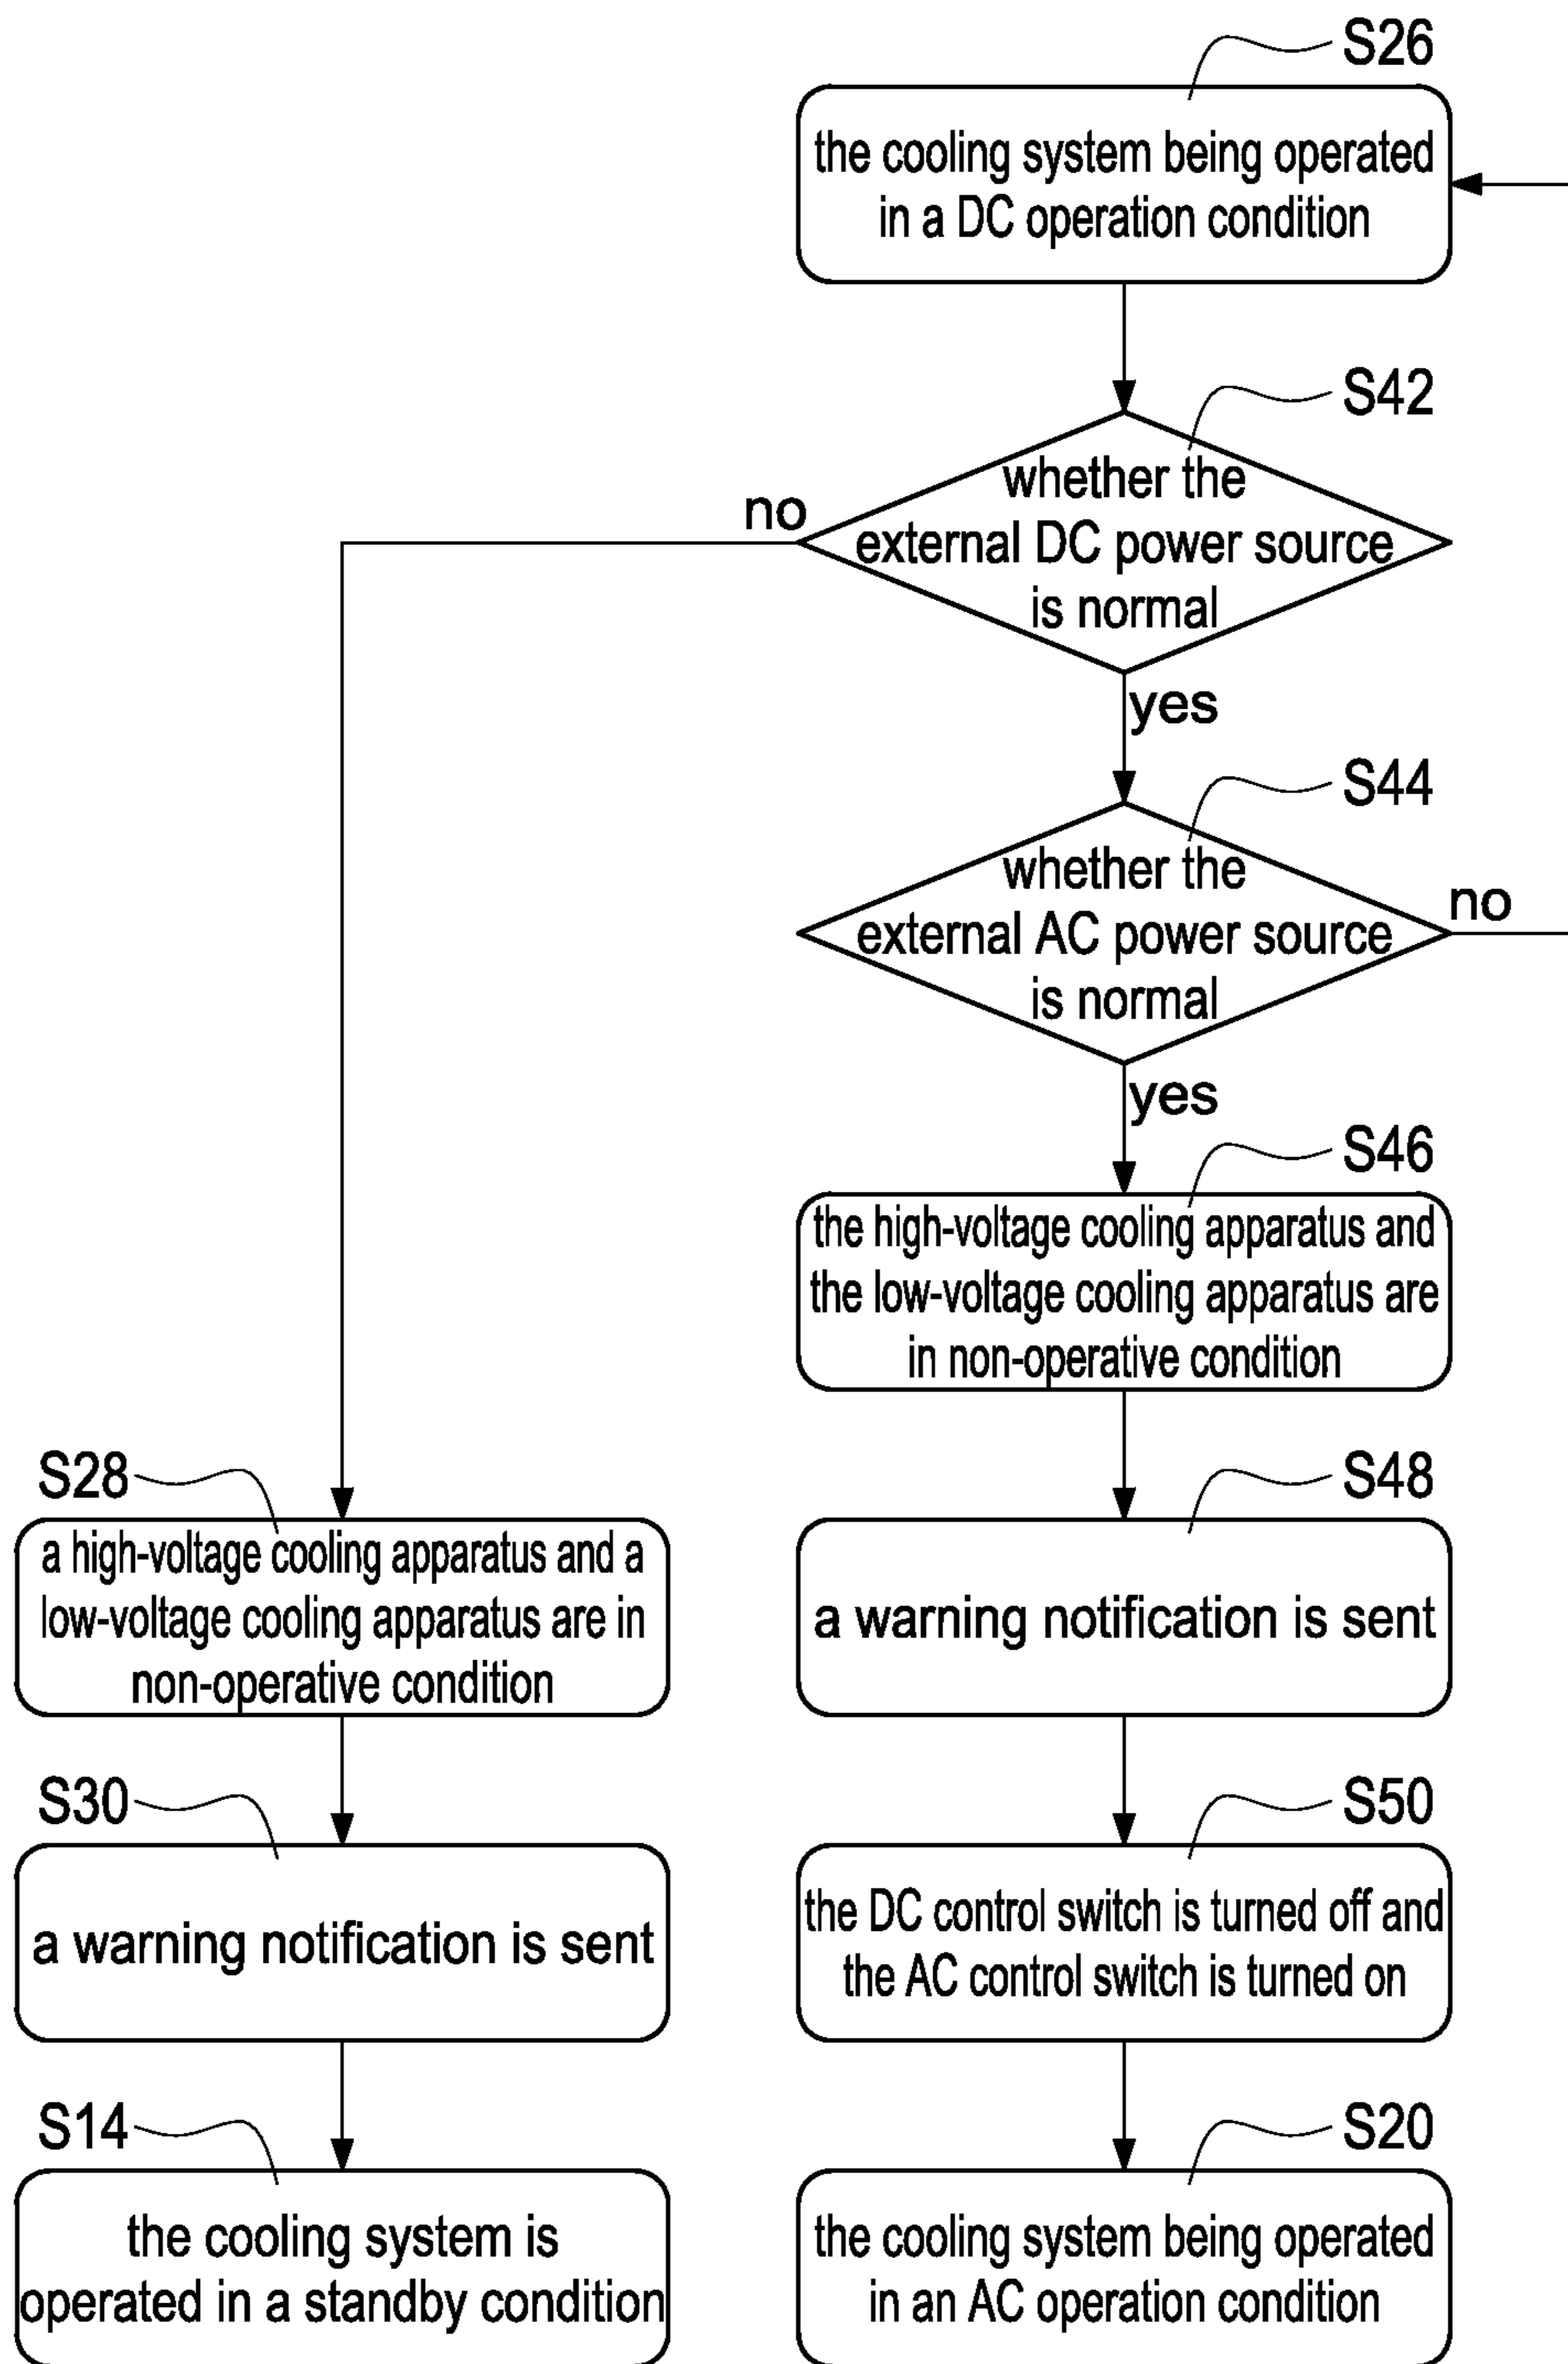 S26
the cooling system being operated
in a DC operation condition
S42
whether the
external DC power source
is normal
no
yes
S44
whether the
external AC power source
is normal
no
yes
S46
the high-voltage cooling apparatus and
the low-voltage cooling apparatus are
in non-operative condition
S28
a high-voltage cooling apparatus and a
low-voltage cooling apparatus are in
non-operative condition
S48
a warning notification is sent
S30
a warning notification is sent
S50
the DC control switch is turned off and
the AC control switch is turned on
S14
the cooling system is
operated in a standby condition
S20
the cooling system being operated
in an AC operation condition